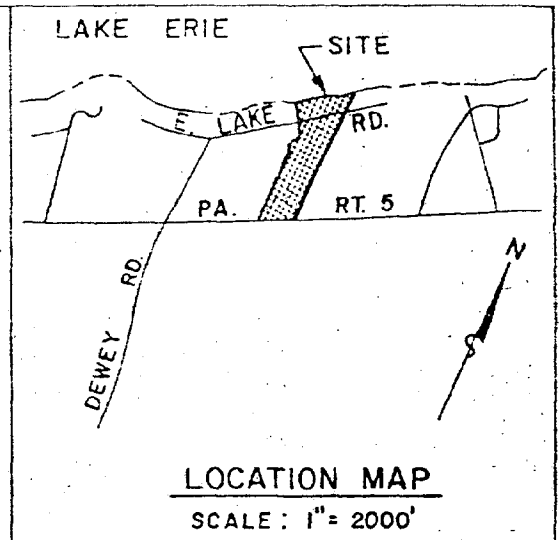 LAKE ERIE
SITE
E. LAKE RD.
PA. RT. 5
DEWEY RD.
N
LOCATION MAP
SCALE: 1"= 2000'